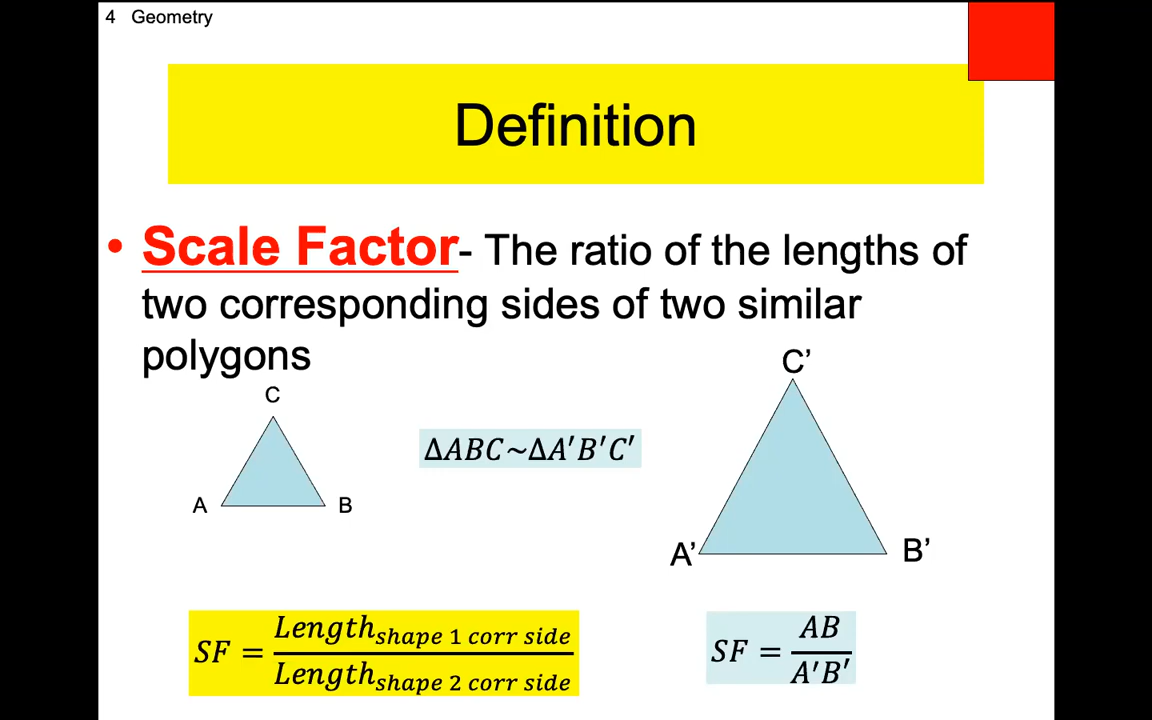 4 Geometry
Definition
• Scale Factor- The ratio of the lengths of
two corresponding sides of two similar
polygons
C
C’
ΔABC~ΔA′B′C′
A
B
A’
B’
SF = Length_shape 1 corr side / Length_shape 2 corr side
SF = AB / A′B′